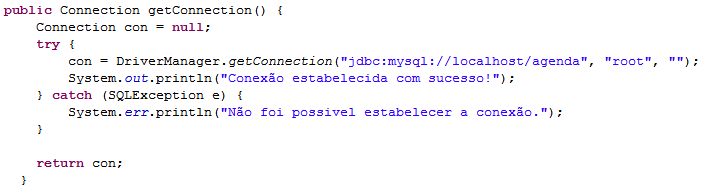 public Connection getConnection() {
    Connection con = null;
    try {
        con = DriverManager.getConnection("jdbc:mysql://localhost/agenda", "root", "");
        System.out.println("Conexão estabelecida com sucesso!");
    } catch (SQLException e) {
        System.err.println("Não foi possivel estabelecer a conexão.");
    }

    return con;
  }